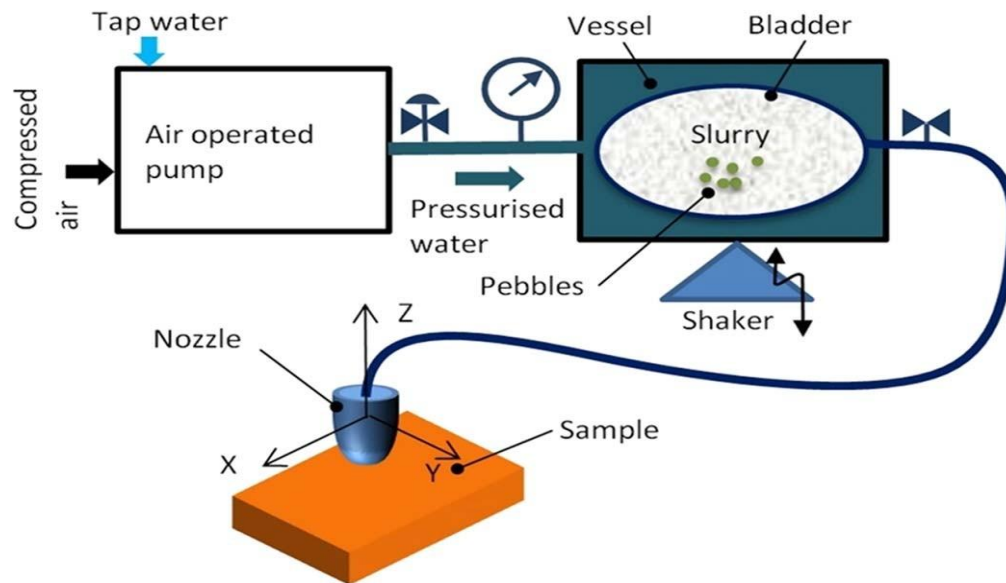 Tap water
Compressed
air
Air operated
pump
Pressurised
water
Vessel
Bladder
Slurry
Pebbles
Shaker
Nozzle
Z
X
Y
Sample